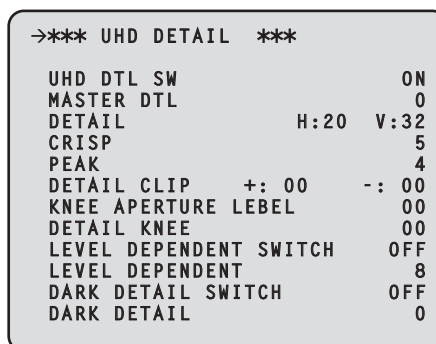 →*** UHD DETAIL ***
UHD DTL SW ON
MASTER DTL 0
DETAIL H:20 V:32
CRISP 5
PEAK 4
DETAIL CLIP +: 00 -: 00
KNEE APERTURE LEBEL 00
DETAIL KNEE 00
LEVEL DEPENDENT SWITCH OFF
LEVEL DEPENDENT 8
DARK DETAIL SWITCH OFF
DARK DETAIL 0